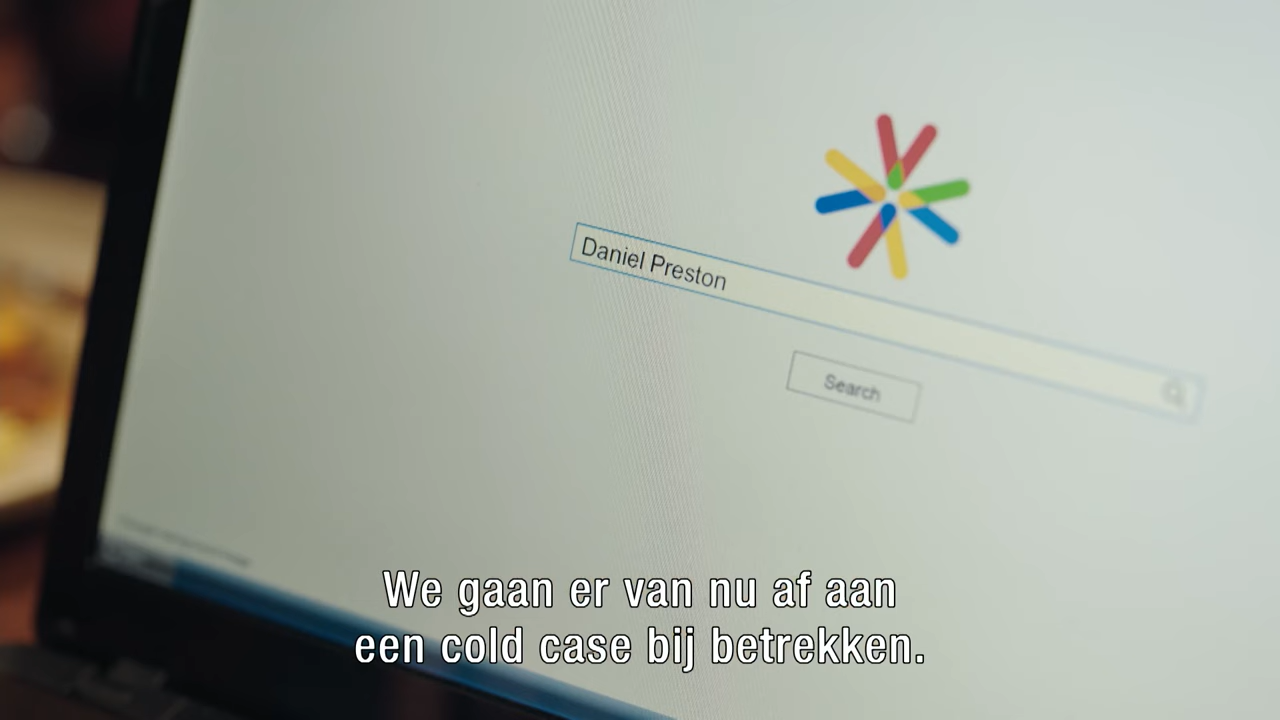 Daniel Preston
Search
We gaan er van nu af aan
een cold case bij betrekken.